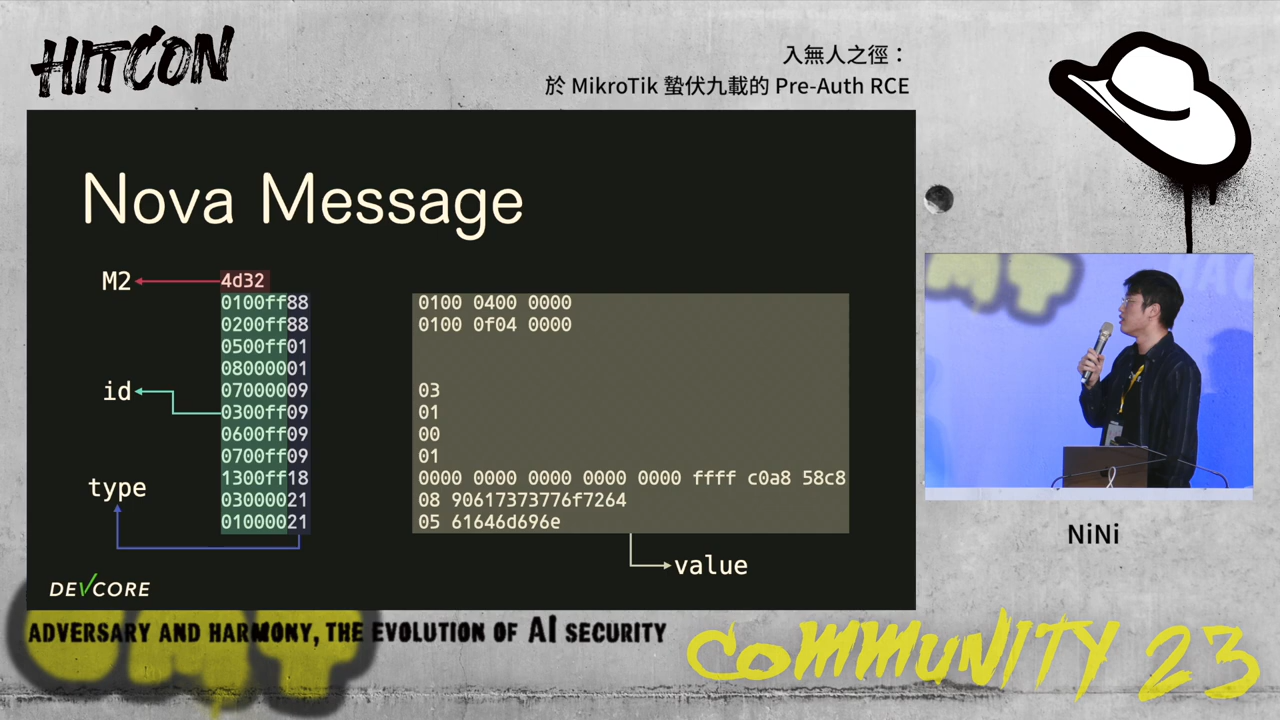 HITCON
入無人之徑：
於 MikroTik 蟄伏九載的 Pre-Auth RCE
Nova Message
M2
4d32
0100ff88 0100 0400 0000
0200ff88 0100 0f04 0000
0500ff01
08000001
id
07000009 03
0300ff09 01
0600ff09 00
0700ff09 01
1300ff18 0000 0000 0000 0000 0000 ffff c0a8 58c8
type
03000021 08 90617373776f7264
01000021 05 61646d696e
value
DEVCORE
NiNi
ADVERSARY AND HARMONY, THE EVOLUTION OF AI SECURITY
COMMUNITY 23